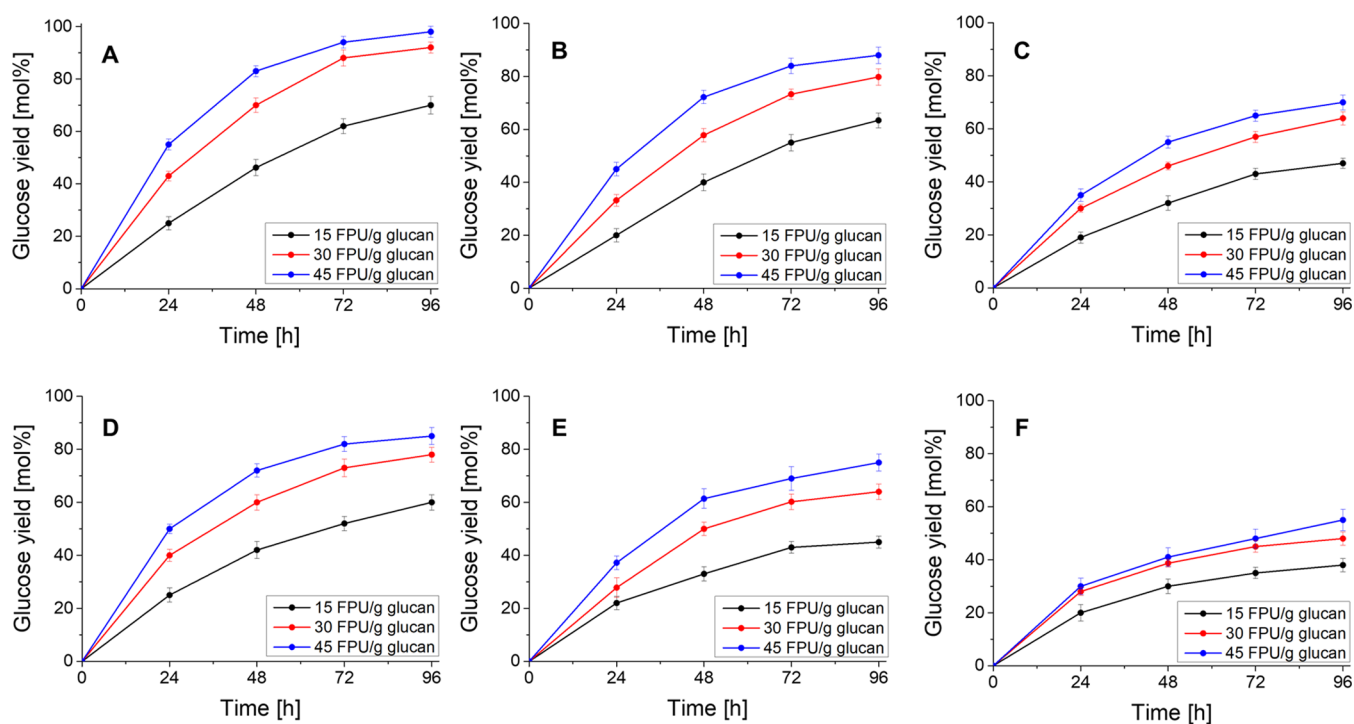 A
Glucose yield [mol%]
100
80
60
40
20
0
15 FPU/g glucan
30 FPU/g glucan
45 FPU/g glucan
0 24 48 72 96
Time [h]
B
Glucose yield [mol%]
100
80
60
40
20
0
15 FPU/g glucan
30 FPU/g glucan
45 FPU/g glucan
0 24 48 72 96
Time [h]
C
Glucose yield [mol%]
100
80
60
40
20
0
15 FPU/g glucan
30 FPU/g glucan
45 FPU/g glucan
0 24 48 72 96
Time [h]
D
Glucose yield [mol%]
100
80
60
40
20
0
15 FPU/g glucan
30 FPU/g glucan
45 FPU/g glucan
0 24 48 72 96
Time [h]
E
Glucose yield [mol%]
100
80
60
40
20
0
15 FPU/g glucan
30 FPU/g glucan
45 FPU/g glucan
0 24 48 72 96
Time [h]
F
Glucose yield [mol%]
100
80
60
40
20
0
15 FPU/g glucan
30 FPU/g glucan
45 FPU/g glucan
0 24 48 72 96
Time [h]